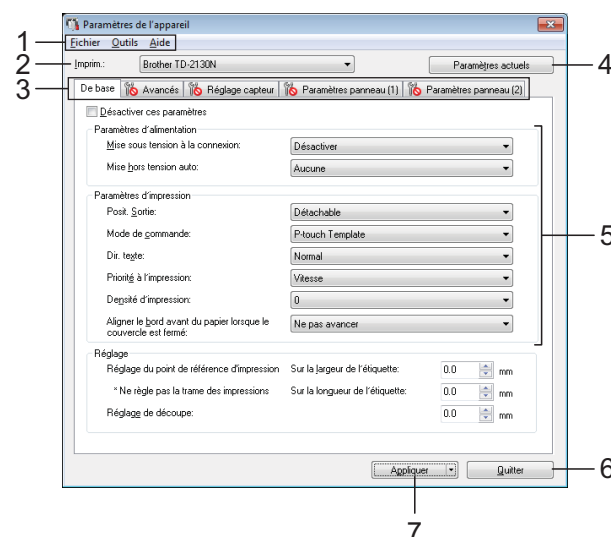 Paramètres de l'appareil
1
Fichier Outils Aide
2
Imprim.: Brother TD-2130N Paramètres actuels
4
3
De base Avancés Réglage capteur Paramètres panneau (1) Paramètres panneau (2)
Désactiver ces paramètres
Paramètres d'alimentation
Mise sous tension à la connexion: Désactiver
Mise hors tension auto: Aucune
Paramètres d'impression
Posit. Sortie: Détachable
Mode de commande: P-touch Template
5
Dir. texte: Normal
Priorité à l'impression: Vitesse
Densité d'impression: 0
Aligner le bord avant du papier lorsque le
couvercle est fermé: Ne pas avancer
Réglage
Réglage du point de référence d'impression Sur la largeur de l'étiquette: 0.0 mm
* Ne règle pas la trame des impressions Sur la longueur de l'étiquette: 0.0 mm
Réglage de découpe: 0.0 mm
Appliquer Quitter
6
7